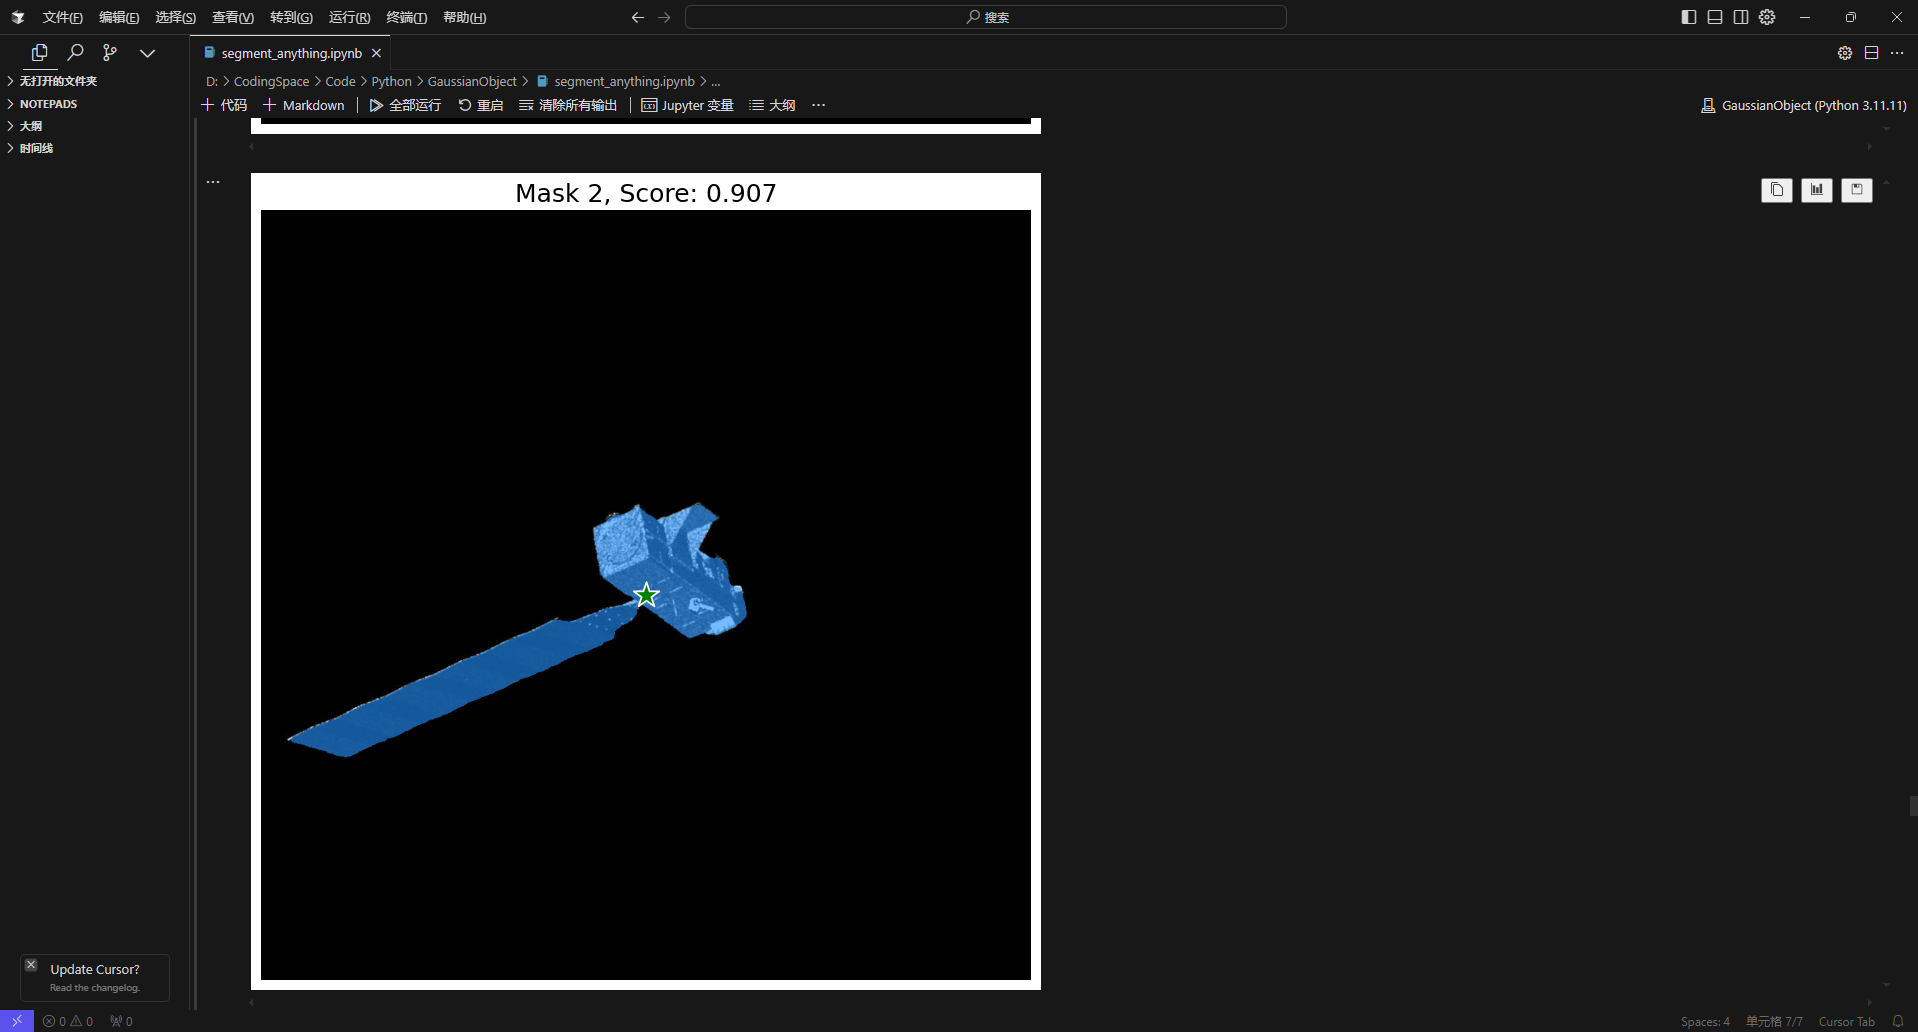 文件(F) 编辑(E) 选择(S) 查看(V) 转到(G) 运行(R) 终端(T) 帮助(H) 搜索
segment_anything.ipynb
D: > CodingSpace > Code > Python > GaussianObject > segment_anything.ipynb > ...
无打开的文件夹
NOTEPADS
大纲
时间线
代码 Markdown 全部运行 重启 清除所有输出 Jupyter 变量 大纲 ... GaussianObject (Python 3.11.11)
Mask 2, Score: 0.907
Update Cursor?
Read the changelog.
0 0 0 Spaces: 4 单元格 7/7 Cursor Tab